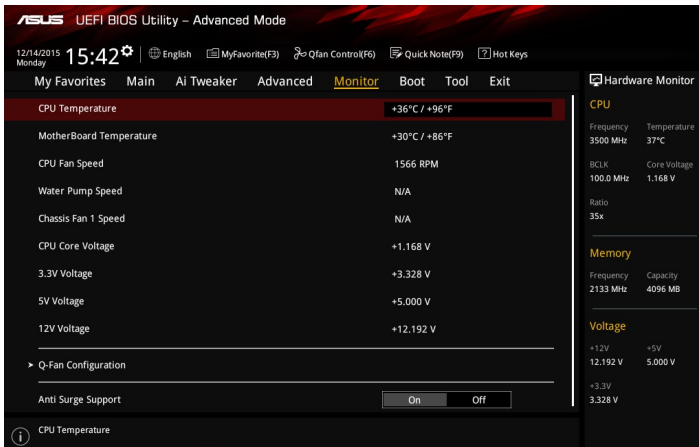 ASUS UEFI BIOS Utility – Advanced Mode
12/14/2015 Monday 15:42 English MyFavorite(F3) Qfan Control(F6) Quick Note(F9) ? Hot Keys
My Favorites Main Ai Tweaker Advanced Monitor Boot Tool Exit
CPU Temperature +36°C / +96°F
MotherBoard Temperature +30°C / +86°F
CPU Fan Speed 1566 RPM
Water Pump Speed N/A
Chassis Fan 1 Speed N/A
CPU Core Voltage +1.168 V
3.3V Voltage +3.328 V
5V Voltage +5.000 V
12V Voltage +12.192 V
> Q-Fan Configuration
Anti Surge Support On Off
CPU Temperature
Hardware Monitor
CPU
Frequency Temperature
3500 MHz 37°C
BCLK Core Voltage
100.0 MHz 1.168 V
Ratio
35x
Memory
Frequency Capacity
2133 MHz 4096 MB
Voltage
+12V +5V
12.192 V 5.000 V
+3.3V
3.328 V